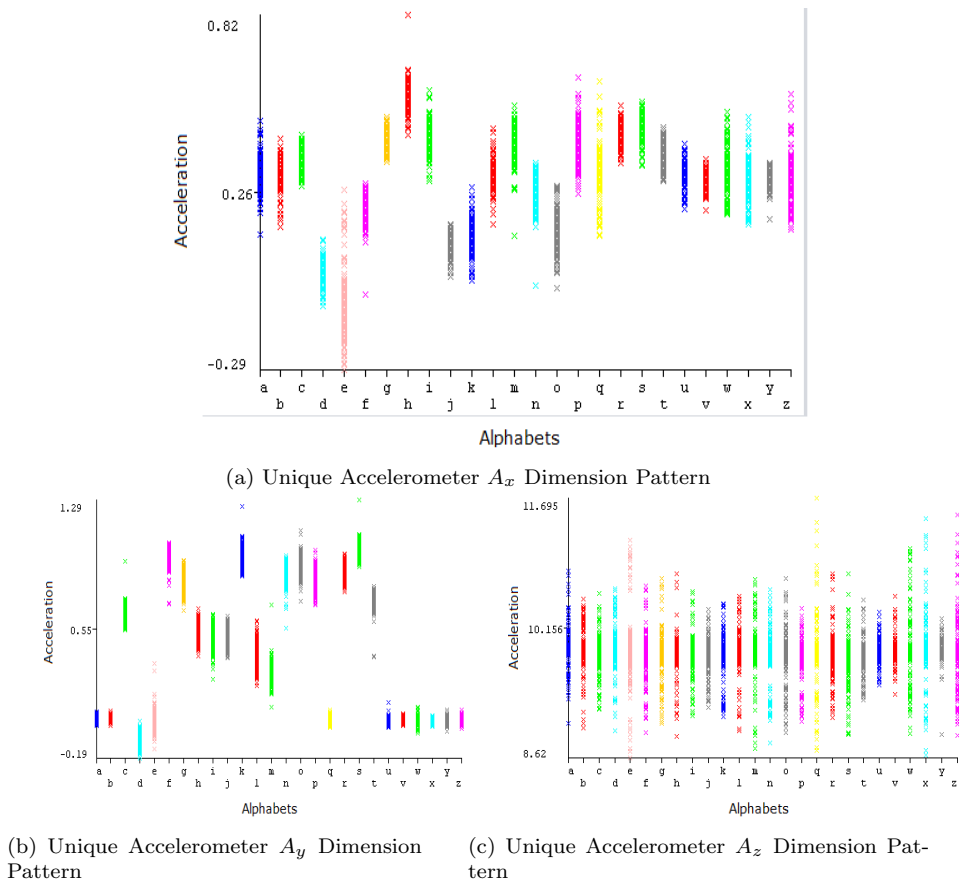 0.82
0.26
-0.29
Acceleration
a c d e g i k m o q s u w y
b d f h j l n p r t v x z
Alphabets
(a) Unique Accelerometer Ax Dimension Pattern
1.29
0.55
-0.19
Acceleration
a c e g i k m o q s u w y
b d f h j l n p r t v x z
Alphabets
(b) Unique Accelerometer Ay Dimension
Pattern
11.695
10.156
8.62
Acceleration
a c e g i k m o q s u w y
b d f h j l n p r t v x z
Alphabets
(c) Unique Accelerometer Az Dimension Pat-
tern